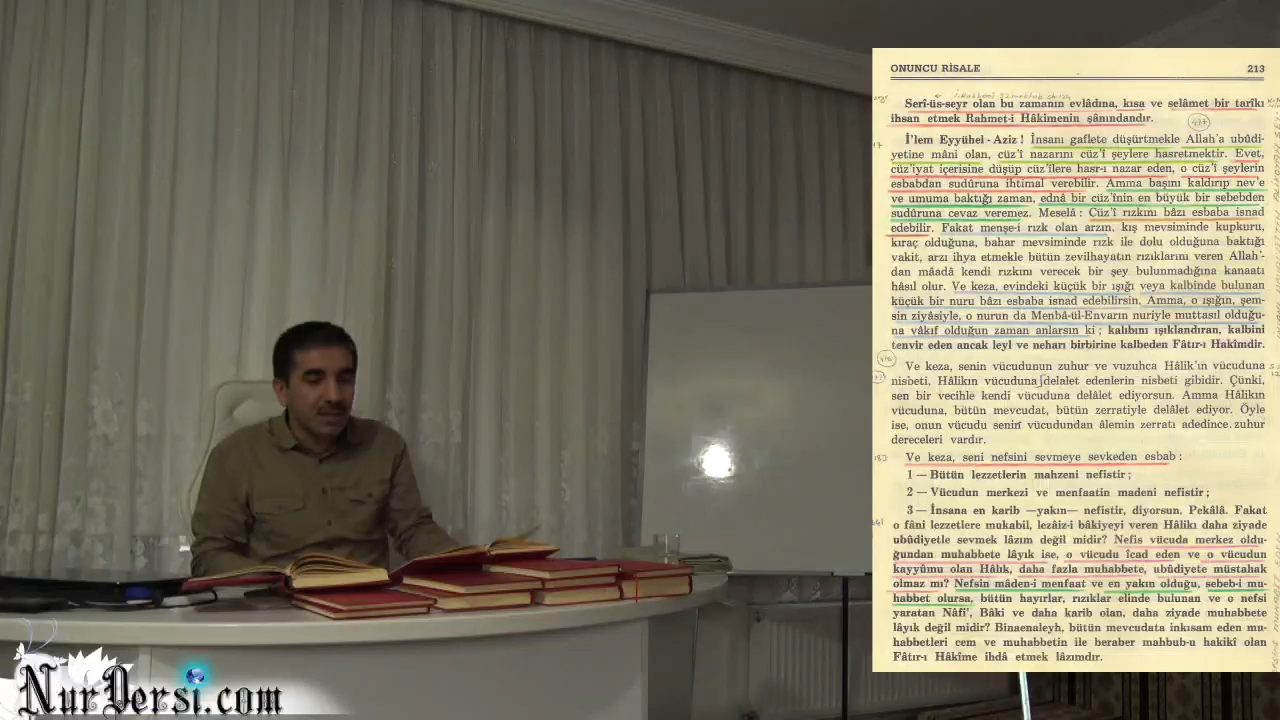 ONUNCU RİSALE 213
Serî-üs-seyr olan bu zamanın evlâdına, kısa ve selâmet bir tarîkı
ihsan etmek Rahmet-i Hâkimenin şânındandır.
477
İ'lem Eyyühel-Aziz! İnsanı gaflete düşürtmekle Allah'a ubûdi-
yetine mâni olan, cüz'î nazarını cüz'î şeylere hasretmektir. Evet,
cüz'iyat içerisine düşüp cüz'îlere hasr-ı nazar eden, o cüz'î şeylerin
esbabdan sudûruna ihtimal verebilir. Amma başını kaldırıp nev'e
ve umuma baktığı zaman, ednâ bir cüz'înin en büyük bir sebebden
sudûruna cevaz veremez. Meselâ: Cüz'î rızkını bâzı esbaba isnad
edebilir. Fakat menşe-i rızk olan arzın, kış mevsiminde kupkuru,
kıraç olduğuna, bahar mevsiminde rızk ile dolu olduğuna baktığı
vakit, arzı ihya etmekle bütün zevilhayatın rızıklarını veren Allah'-
dan mâadâ kendi rızkını verecek bir şey bulunmadığına kanaatı
hâsıl olur. Ve keza, evindeki küçük bir ışığı veya kalbinde bulunan
küçük bir nuru bâzı esbaba isnad edebilirsin. Amma, o ışığın, şem-
sin ziyâsiyle, o nurun da Menbâ-ül-Envarın nuriyle muttasıl olduğu-
na vâkıf olduğun zaman anlarsın ki; kalıbını ışıklandıran, kalbini
tenvir eden ancak leyl ve neharı birbirine kalbeden Fâtır-ı Hakîmdir.
Ve keza, senin vücudunun zuhur ve vuzuhca Hâlik'ın vücuduna
nisbeti, Hâlikın vücuduna delalet edenlerin nisbeti gibidir. Çünki,
sen bir vecihle kendi vücuduna delâlet ediyorsun. Amma Hâlikın
vücuduna, bütün mevcudat, bütün zerratiyle delâlet ediyor. Öyle
ise, onun vücudu senin vücudundan âlemin zerratı adedince zuhur
dereceleri vardır.
Ve keza, seni nefsini sevmeye sevkeden esbab:
1 — Bütün lezzetlerin mahzeni nefistir;
2 — Vücudun merkezi ve menfaatin madeni nefistir;
3 — İnsana en karib —yakın— nefistir, diyorsun. Pekâlâ. Fakat
o fâni lezzetlere mukabil, lezâiz-i bâkiyeyi veren Hâlikı daha ziyade
ubûdiyetle sevmek lâzım değil midir? Nefis vücuda merkez oldu-
ğundan muhabbete lâyık ise, o vücudu îcad eden ve o vücudun
kayyûmu olan Hâlık, daha fazla muhabbete, ubûdiyete müstahak
olmaz mı? Nefsin mâden-i menfaat ve en yakın olduğu, sebeb-i mu-
habbet olursa, bütün hayırlar, rızıklar elinde bulunan ve o nefsi
yaratan Nâfi', Bâki ve daha karib olan, daha ziyade muhabbete
lâyık değil midir? Binaenaleyh, bütün mevcudata inkısam eden mu-
habbetleri cem ve muhabbetin ile beraber mahbub-u hakikî olan
Fâtır-ı Hâkîme ihdâ etmek lâzımdır.
NurDersi.com